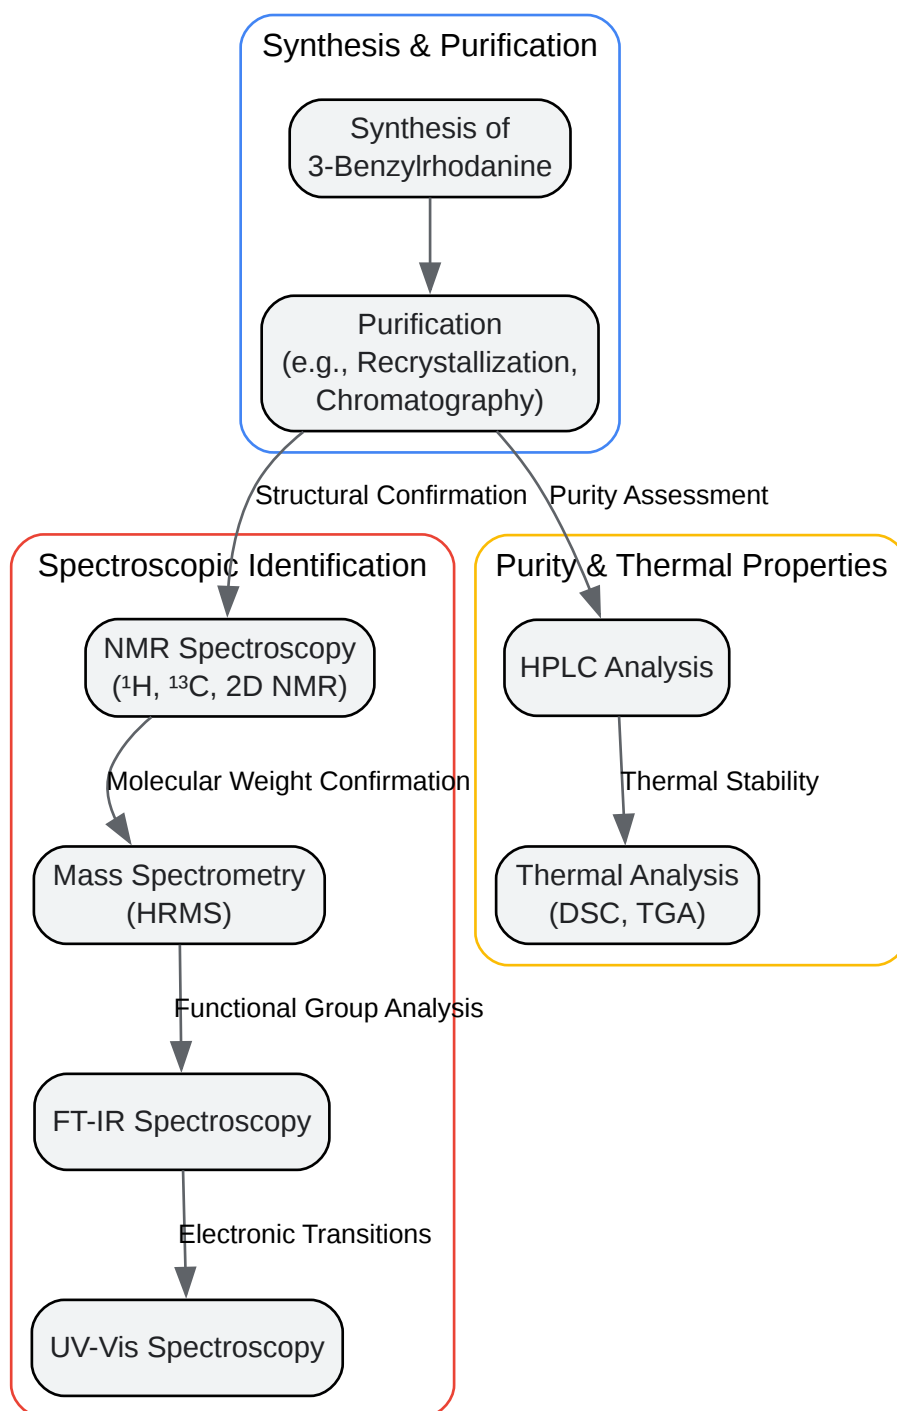 Synthesis & Purification
Synthesis of
3-Benzylrhodanine
Purification
(e.g., Recrystallization,
Chromatography)
Structural Confirmation
Purity Assessment
Spectroscopic Identification
NMR Spectroscopy
(¹H, ¹³C, 2D NMR)
Molecular Weight Confirmation
Mass Spectrometry
(HRMS)
Functional Group Analysis
FT-IR Spectroscopy
Electronic Transitions
UV-Vis Spectroscopy
Purity & Thermal Properties
HPLC Analysis
Thermal Stability
Thermal Analysis
(DSC, TGA)